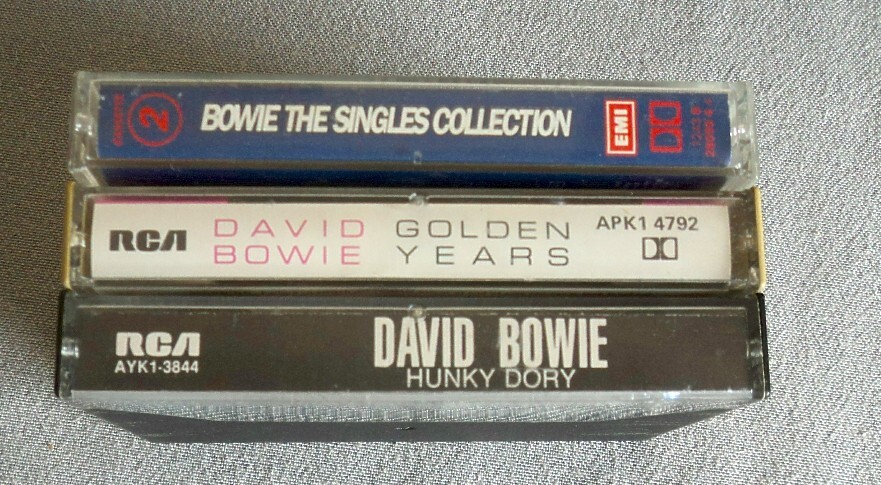 2 BOWIE THE SINGLES COLLECTION EMI
RCA DAVID BOWIE GOLDEN YEARS APK1 4792
RCA DAVID BOWIE
AYK1-3844 HUNKY DORY